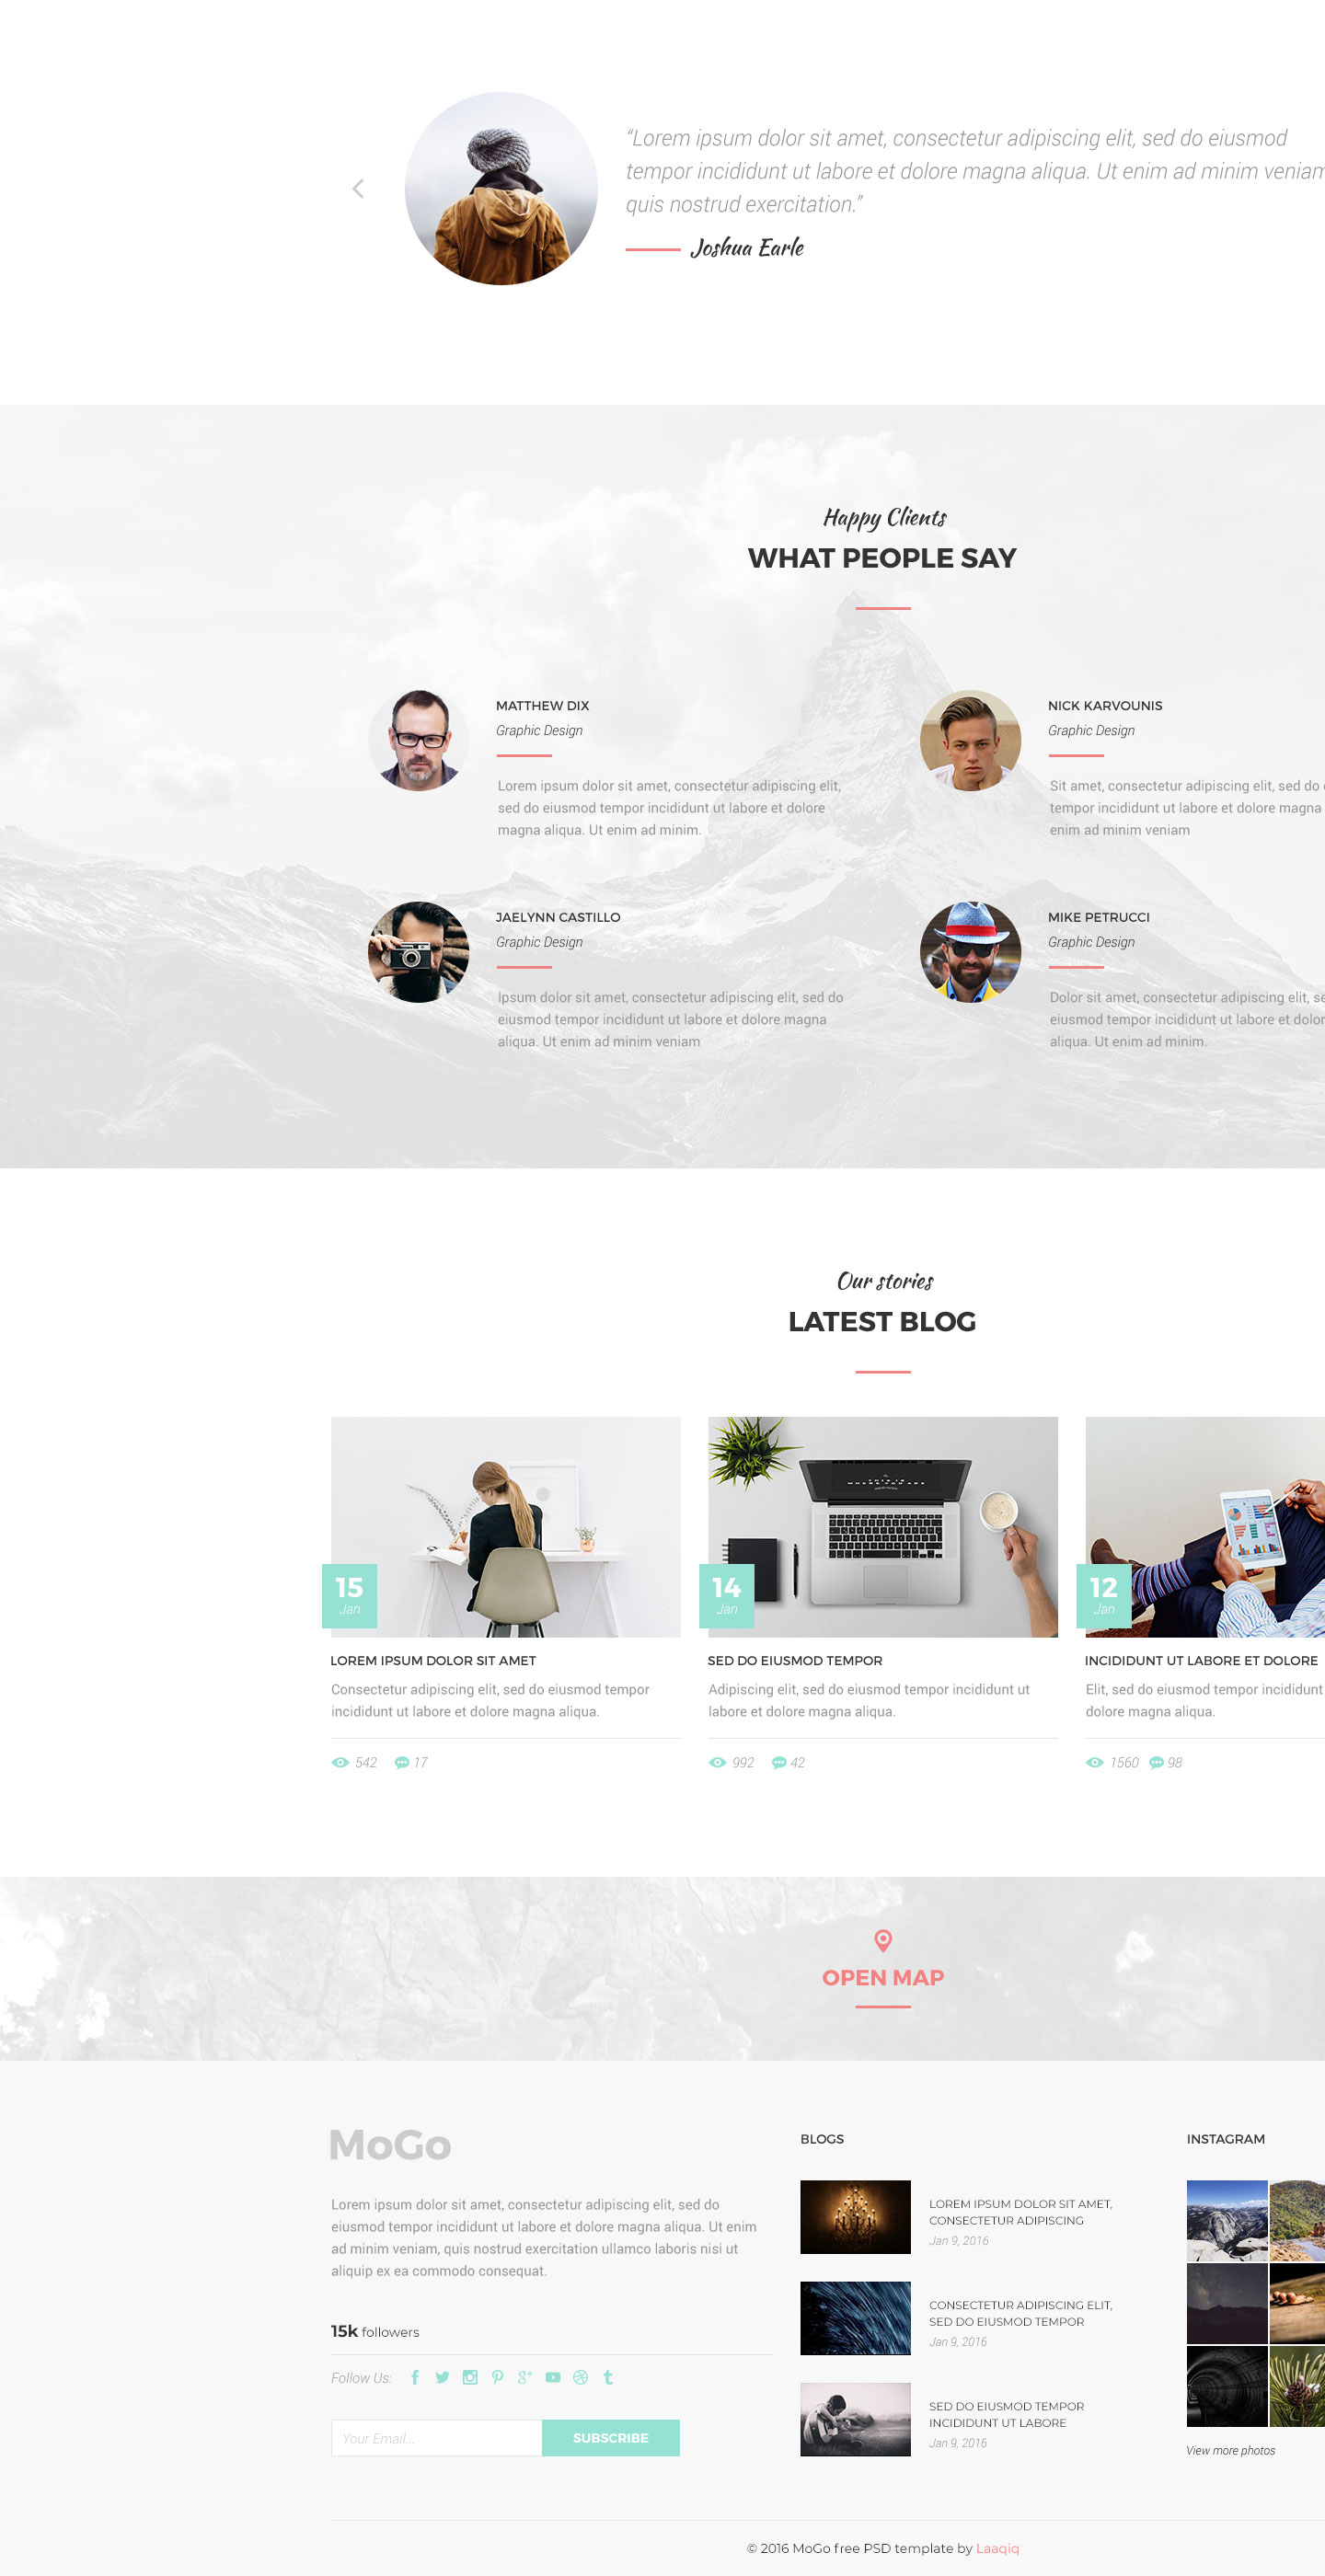 “Lorem ipsum dolor sit amet, consectetur adipiscing elit, sed do eiusmod
tempor incididunt ut labore et dolore magna aliqua. Ut enim ad minim veniam
quis nostrud exercitation.”
Joshua Earle
Happy Clients
WHAT PEOPLE SAY
MATTHEW DIX
Graphic Design
Lorem ipsum dolor sit amet, consectetur adipiscing elit,
sed do eiusmod tempor incididunt ut labore et dolore
magna aliqua. Ut enim ad minim.
NICK KARVOUNIS
Graphic Design
Sit amet, consectetur adipiscing elit, sed do
tempor incididunt ut labore et dolore magna
enim ad minim veniam
JAELYNN CASTILLO
Graphic Design
Ipsum dolor sit amet, consectetur adipiscing elit, sed do
eiusmod tempor incididunt ut labore et dolore magna
aliqua. Ut enim ad minim veniam
MIKE PETRUCCI
Graphic Design
Dolor sit amet, consectetur adipiscing elit,
eiusmod tempor incididunt ut labore et
aliqua. Ut enim ad minim.
Our stories
LATEST BLOG
15
Jan
LOREM IPSUM DOLOR SIT AMET
Consectetur adipiscing elit, sed do eiusmod tempor
incididunt ut labore et dolore magna aliqua.
542 17
14
Jan
SED DO EIUSMOD TEMPOR
Adipiscing elit, sed do eiusmod tempor incididunt ut
labore et dolore magna aliqua.
992 42
12
Jan
INCIDIDUNT UT LABORE ET DOLORE
Elit, sed do eiusmod tempor incididunt
dolore magna aliqua.
1560 98
OPEN MAP
MoGo
Lorem ipsum dolor sit amet, consectetur adipiscing elit, sed do
eiusmod tempor incididunt ut labore et dolore magna aliqua. Ut enim
ad minim veniam, quis nostrud exercitation ullamco laboris nisi ut
aliquip ex ea commodo consequat.
15k followers
Follow Us:
Your Email...
SUBSCRIBE
BLOGS
LOREM IPSUM DOLOR SIT AMET,
CONSECTETUR ADIPISCING
Jan 9, 2016
CONSECTETUR ADIPISCING ELIT,
SED DO EIUSMOD TEMPOR
Jan 9, 2016
SED DO EIUSMOD TEMPOR
INCIDIDUNT UT LABORE
Jan 9, 2016
INSTAGRAM
View more photos
© 2016 MoGo free PSD template by Laaqiq